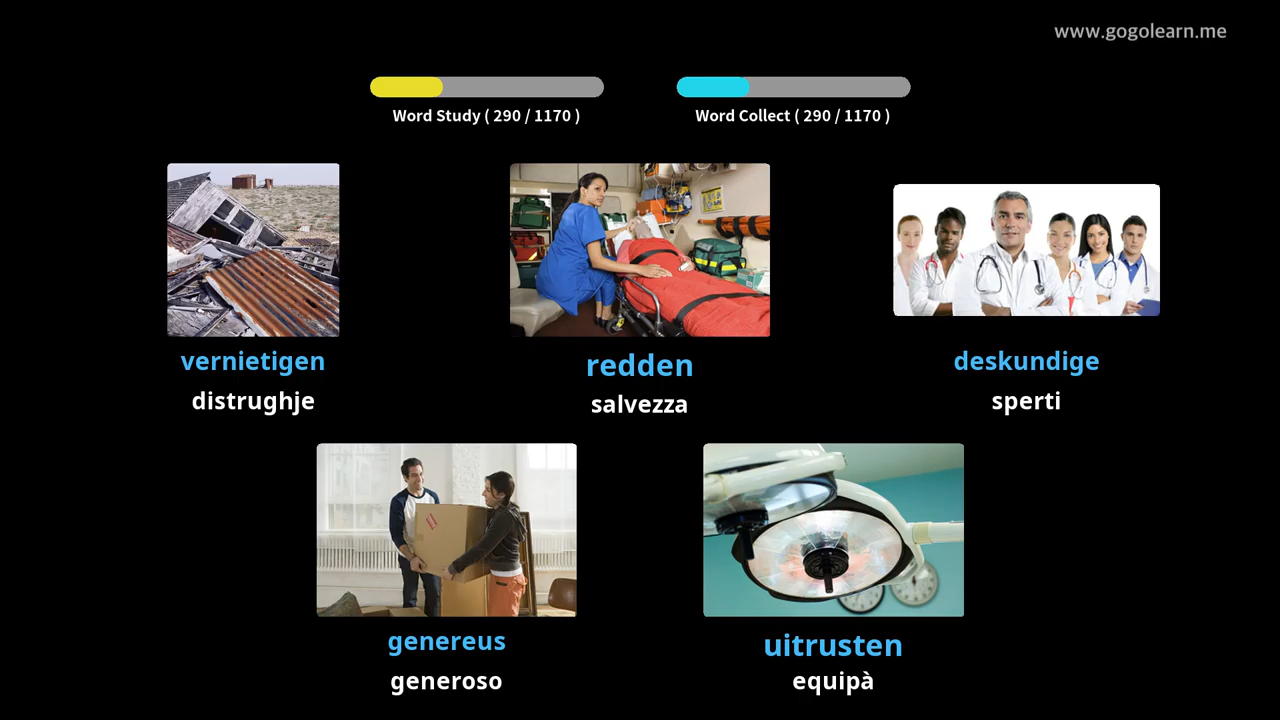 www.gogolearn.me
Word Study ( 290 / 1170 )
Word Collect ( 290 / 1170 )
vernietigen
distrughje
redden
salvezza
deskundige
sperti
genereus
generoso
uitrusten
equipà